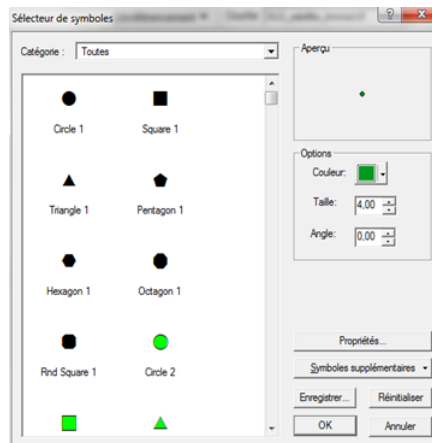 Sélecteur de symboles
Catégorie : Toutes
Circle 1 Square 1
Triangle 1 Pentagon 1
Hexagon 1 Octagon 1
Rnd Square 1 Circle 2
Aperçu
Options
Couleur:
Taille: 4,00
Angle: 0,00
Propriétés...
Symboles supplémentaires
Enregistrer... Réinitialiser
OK Annuler